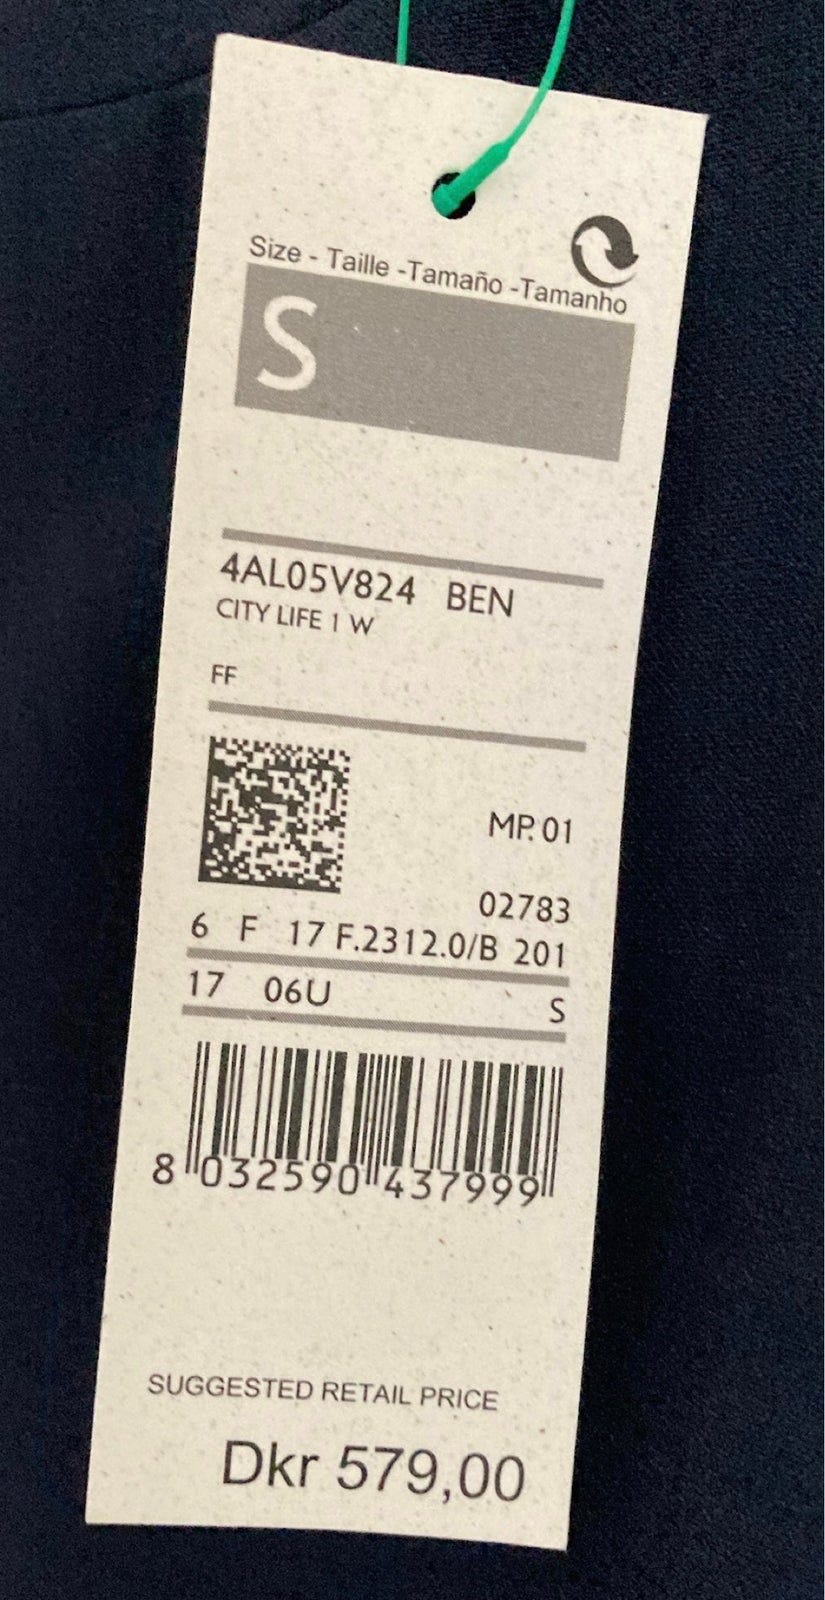 Size - Taille -Tamaño -Tamanho
S
4AL05V824 BEN
CITY LIFE 1 W
FF
MP.01
02783
6 F 17 F.2312.0/B 201
17 06U S
8 032590 437999
SUGGESTED RETAIL PRICE
Dkr 579,00